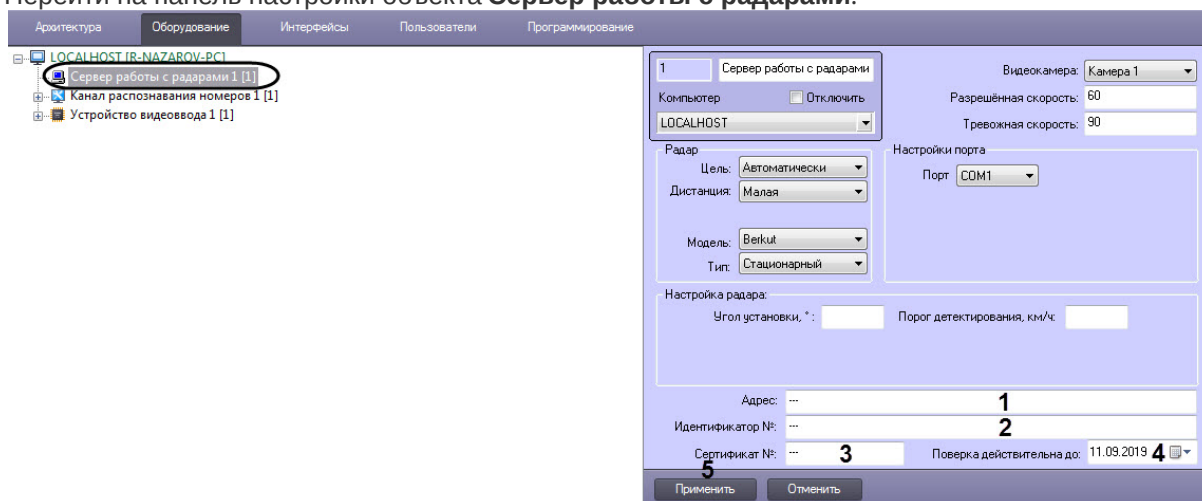 Перейти на панель настройки объекта Сервер работы с радарами.
Архитектура Оборудование Интерфейсы Пользователи Программирование
LOCALHOST [R-NAZAROV-PC]
Сервер работы с радарами 1 [1]
Канал распознавания номеров 1 [1]
Устройство видеоввода 1 [1]
1 Сервер работы с радарами
Компьютер Отключить
LOCALHOST
Видеокамера: Камера 1
Разрешённая скорость: 60
Тревожная скорость: 90
Радар
Цель: Автоматически
Дистанция: Малая
Модель: Berkut
Тип: Стационарный
Настройки порта
Порт COM1
Настройка радара:
Угол установки, ° : Порог детектирования, км/ч:
Адрес: --- 1
Идентификатор №: --- 2
Сертификат №: --- 3 Поверка действительна до: 11.09.2019 4
5
Применить Отменить